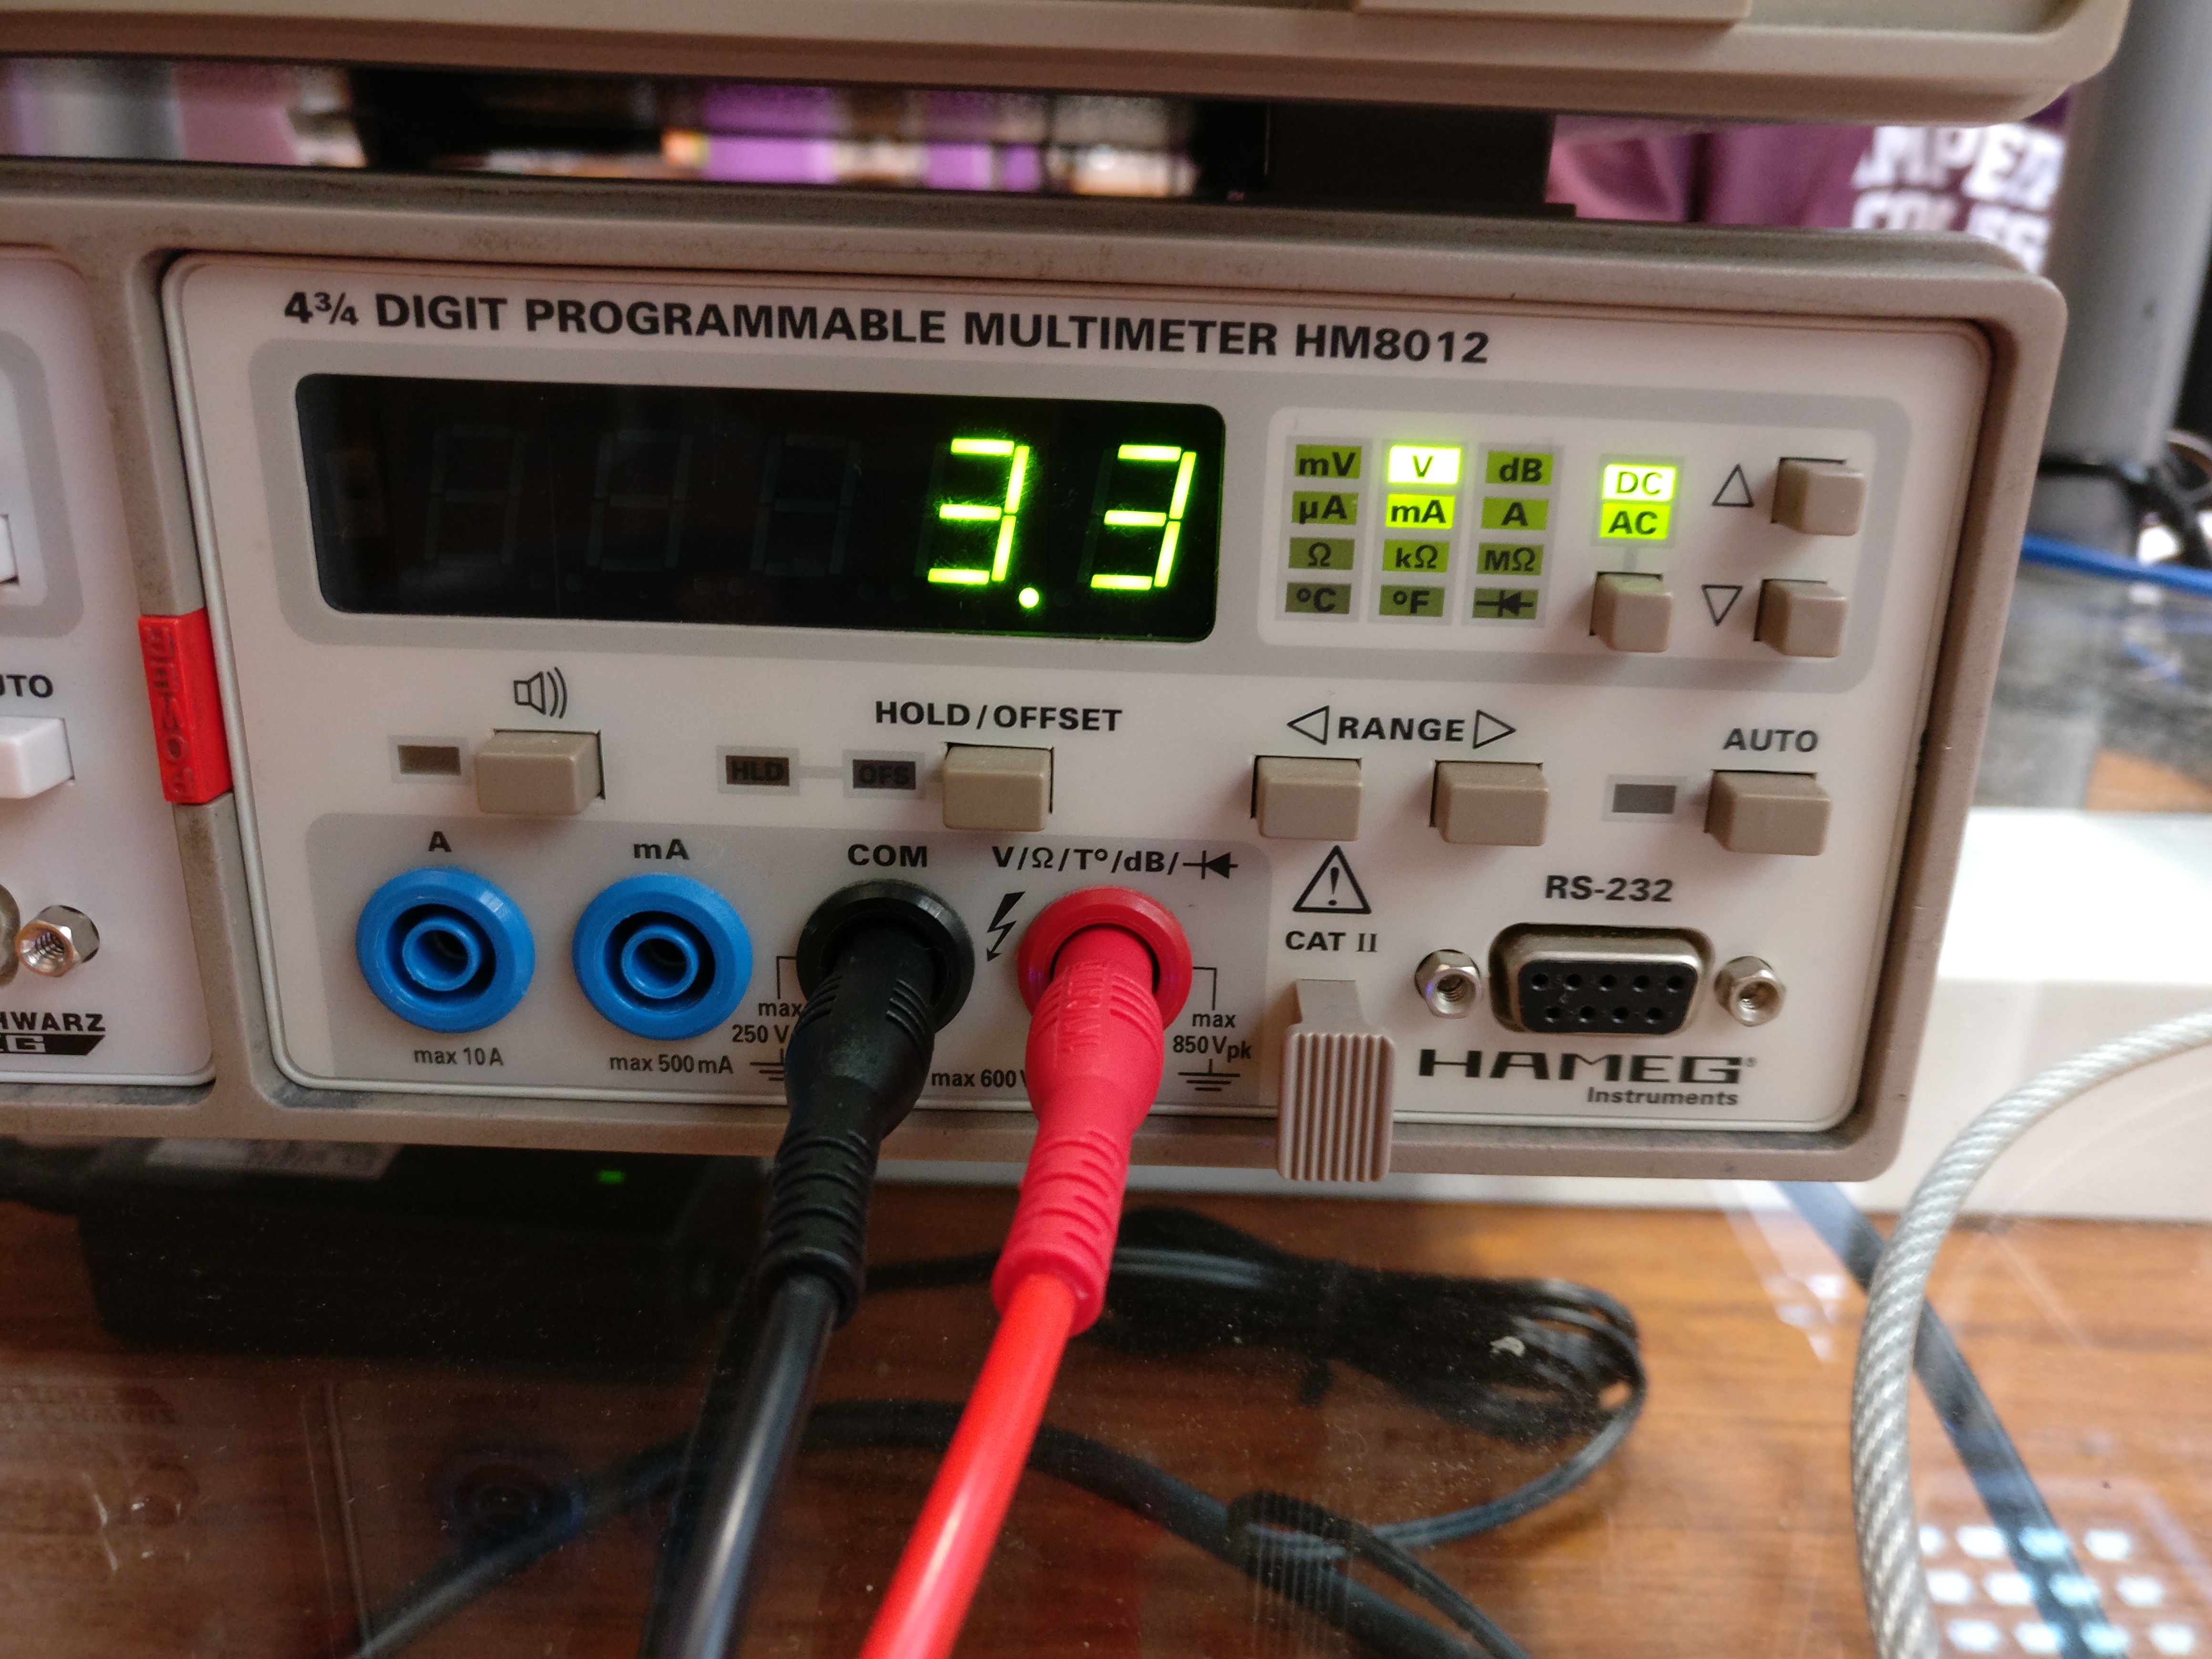 4¾ DIGIT PROGRAMMABLE MULTIMETER HM8012
3.3
mV V dB
µA mA A
Ω kΩ MΩ
°C °F
DC
AC
UTO
HOLD/OFFSET
RANGE
AUTO
HLD OFS
A
mA
COM
V/Ω/T°/dB/
CAT II
RS-232
max
250 V
max
850 Vpk
max 10 A
max 500 mA
max 600
HAMEG®
Instruments
HWARZ